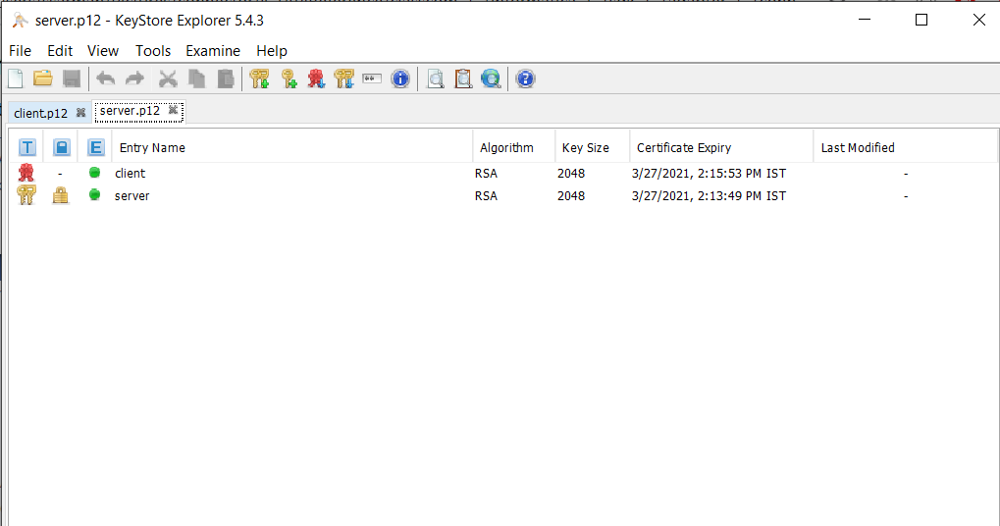 server.p12 - KeyStore Explorer 5.4.3
File Edit View Tools Examine Help
client.p12 server.p12
T E Entry Name Algorithm Key Size Certificate Expiry Last Modified
- client RSA 2048 3/27/2021, 2:15:53 PM IST -
server RSA 2048 3/27/2021, 2:13:49 PM IST -